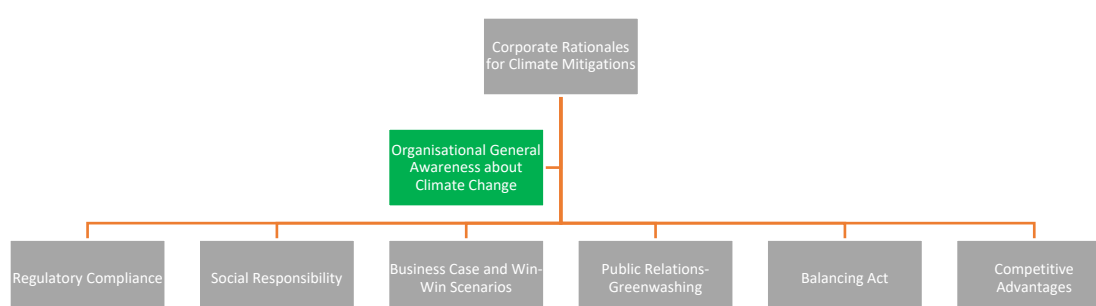 Corporate Rationales
for Climate Mitigations
Organisational General
Awareness about
Climate Change
Regulatory Compliance
Social Responsibility
Business Case and Win-
Win Scenarios
Public Relations-
Greenwashing
Balancing Act
Competitive
Advantages